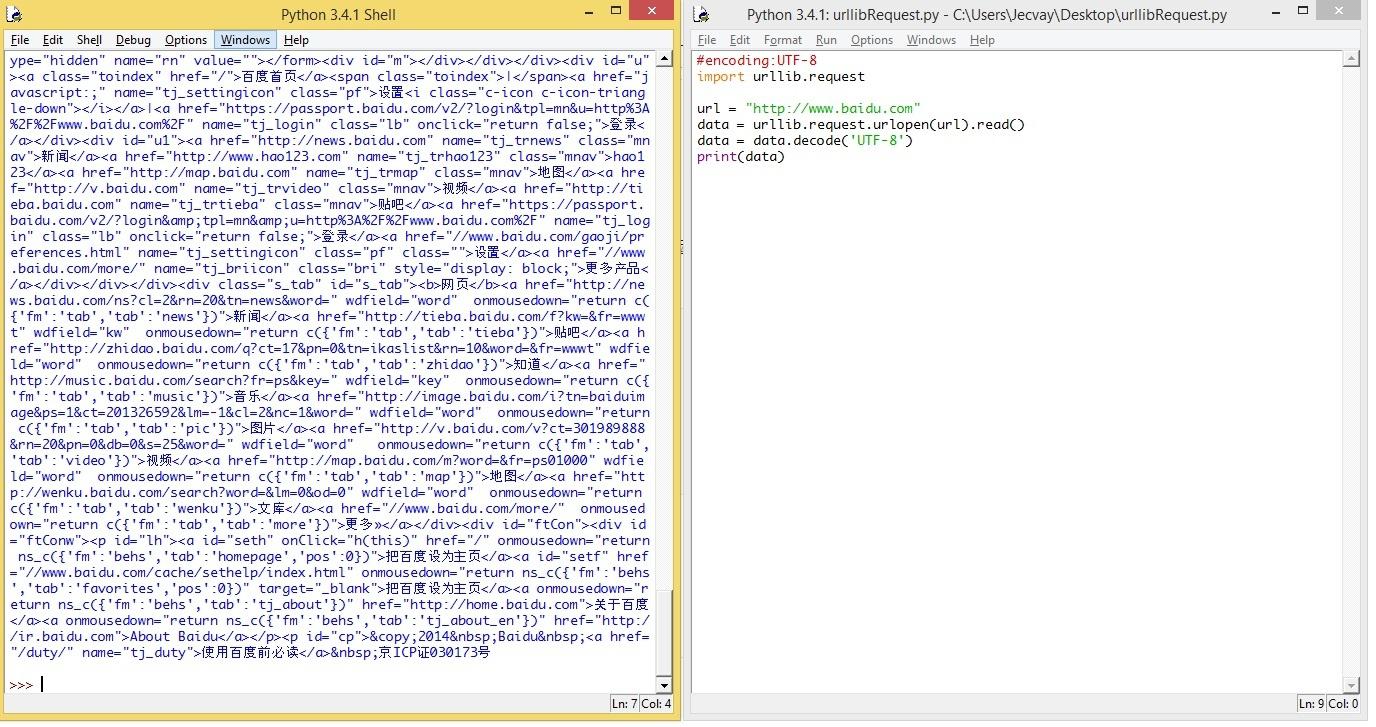 Python 3.4.1 Shell
File Edit Shell Debug Options Windows Help
ype="hidden" name="rn" value=""></form><div id="m"></div></div></div><div id="u"
><a class="toindex" href="/">百度首页</a><span class="toindex">|</span><a href="j
avascript:;" name="tj_settingicon" class="pf">设置<i class="c-icon c-icon-triang
le-down"></i></a>|<a href="https://passport.baidu.com/v2/?login&tpl=mn&u=http%3A
%2F%2Fwww.baidu.com%2F" name="tj_login" class="lb" onclick="return false;">登录<
/a></div><div id="u1"><a href="http://news.baidu.com" name="tj_trnews" class="mn
av">新闻</a><a href="http://www.hao123.com" name="tj_trhao123" class="mnav">hao1
23</a><a href="http://map.baidu.com" name="tj_trmap" class="mnav">地图</a><a hre
f="http://v.baidu.com" name="tj_trvideo" class="mnav">视频</a><a href="http://ti
eba.baidu.com" name="tj_trtieba" class="mnav">贴吧</a><a href="https://passport.
baidu.com/v2/?login&amp;tpl=mn&amp;u=http%3A%2F%2Fwww.baidu.com%2F" name="tj_log
in" class="lb" onclick="return false;">登录</a><a href="//www.baidu.com/gaoji/pr
eferences.html" name="tj_settingicon" class="pf" class="">设置</a><a href="//www
.baidu.com/more/" name="tj_briicon" class="bri" style="display: block;">更多产品<
/a></div></div></div><div class="s_tab" id="s_tab"><b>网页</b><a href="http://ne
ws.baidu.com/ns?cl=2&rn=20&tn=news&word=" wdfield="word"  onmousedown="return c(
{'fm':'tab','tab':'news'})">新闻</a><a href="http://tieba.baidu.com/f?kw=&fr=www
t" wdfield="kw"  onmousedown="return c({'fm':'tab','tab':'tieba'})">贴吧</a><a h
ref="http://zhidao.baidu.com/q?ct=17&pn=0&tn=ikaslist&rn=10&word=&fr=wwwt" wdfie
ld="word"  onmousedown="return c({'fm':'tab','tab':'zhidao'})">知道</a><a href="
http://music.baidu.com/search?fr=ps&key=" wdfield="key"  onmousedown="return c({
'fm':'tab','tab':'music'})">音乐</a><a href="http://image.baidu.com/i?tn=baiduim
age&ps=1&ct=201326592&lm=-1&cl=2&nc=1&word=" wdfield="word"  onmousedown="return
 c({'fm':'tab','tab':'pic'})">图片</a><a href="http://v.baidu.com/v?ct=301989888
&rn=20&pn=0&db=0&s=25&word=" wdfield="word"   onmousedown="return c({'fm':'tab',
'tab':'video'})">视频</a><a href="http://map.baidu.com/m?word=&fr=ps01000" wdfie
ld="word"  onmousedown="return c({'fm':'tab','tab':'map'})">地图</a><a href="htt
p://wenku.baidu.com/search?word=&lm=0&od=0" wdfield="word"  onmousedown="return
c({'fm':'tab','tab':'wenku'})">文库</a><a href="//www.baidu.com/more/"  onmoused
own="return c({'fm':'tab','tab':'more'})">更多»</a></div><div id="ftCon"><div id
="ftConw"><p id="lh"><a id="seth" onClick="h(this)" href="/" onmousedown="return
 ns_c({'fm':'behs','tab':'homepage','pos':0})">把百度设为主页</a><a id="setf" href
="//www.baidu.com/cache/sethelp/index.html" onmousedown="return ns_c({'fm':'behs
','tab':'favorites','pos':0})" target="_blank">把百度设为主页</a><a onmousedown="r
eturn ns_c({'fm':'behs','tab':'tj_about'})" href="http://home.baidu.com">关于百度
</a><a onmousedown="return ns_c({'fm':'behs','tab':'tj_about_en'})" href="http:/
/ir.baidu.com">About Baidu</a></p><p id="cp">&copy;2014&nbsp;Baidu&nbsp;<a href=
"/duty/" name="tj_duty">使用百度前必读</a>&nbsp;京ICP证030173号
>>>
Ln: 7 Col: 4
Python 3.4.1: urllibRequest.py - C:\Users\Jecvay\Desktop\urllibRequest.py
File Edit Format Run Options Windows Help
#encoding:UTF-8
import urllib.request
url = "http://www.baidu.com"
data = urllib.request.urlopen(url).read()
data = data.decode('UTF-8')
print(data)
Ln: 9 Col: 0